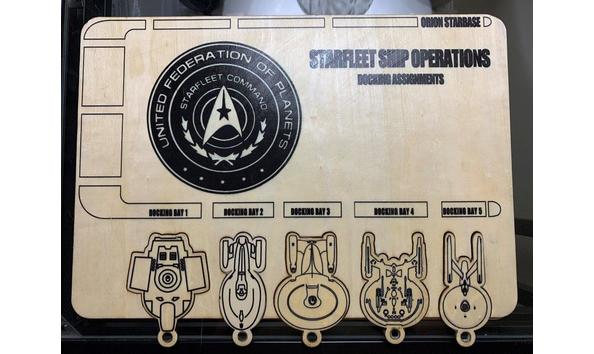 ORION STARBASE
STARFLEET SHIP OPERATIONS
DOCKING ASSIGNMENTS
UNITED FEDERATION OF PLANETS
STARFLEET COMMAND
DOCKING BAY 1
DOCKING BAY 2
DOCKING BAY 3
DOCKING BAY 4
DOCKING BAY 5